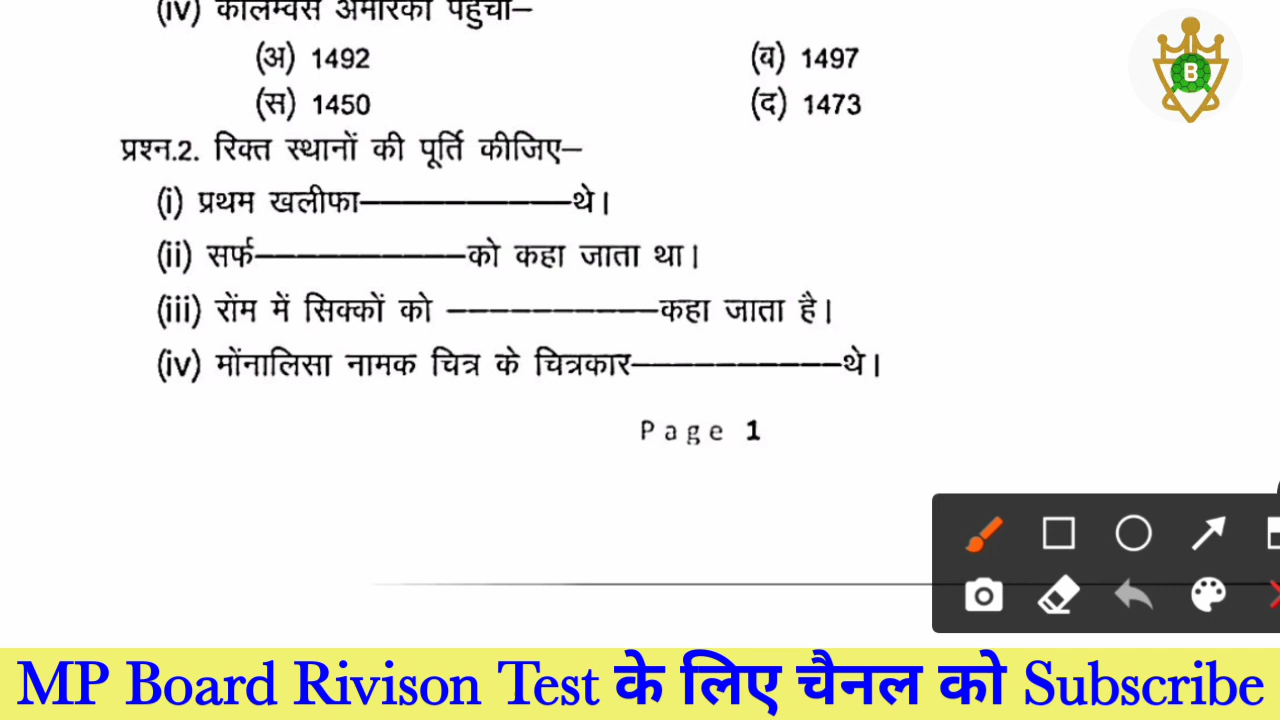 (iv) कोलम्वस अमेरिका पहुंचा–
(अ) 1492 (व) 1497
(स) 1450 (द) 1473
प्रश्न.2. रिक्त स्थानों की पूर्ति कीजिए–
(i) प्रथम खलीफा——————————थे।
(ii) सर्फ——————————को कहा जाता था।
(iii) रोंम में सिक्कों को ——————————कहा जाता है।
(iv) मोंनालिसा नामक चित्र के चित्रकार——————————थे।
Page 1
B
MP Board Rivison Test के लिए चैनल को Subscribe